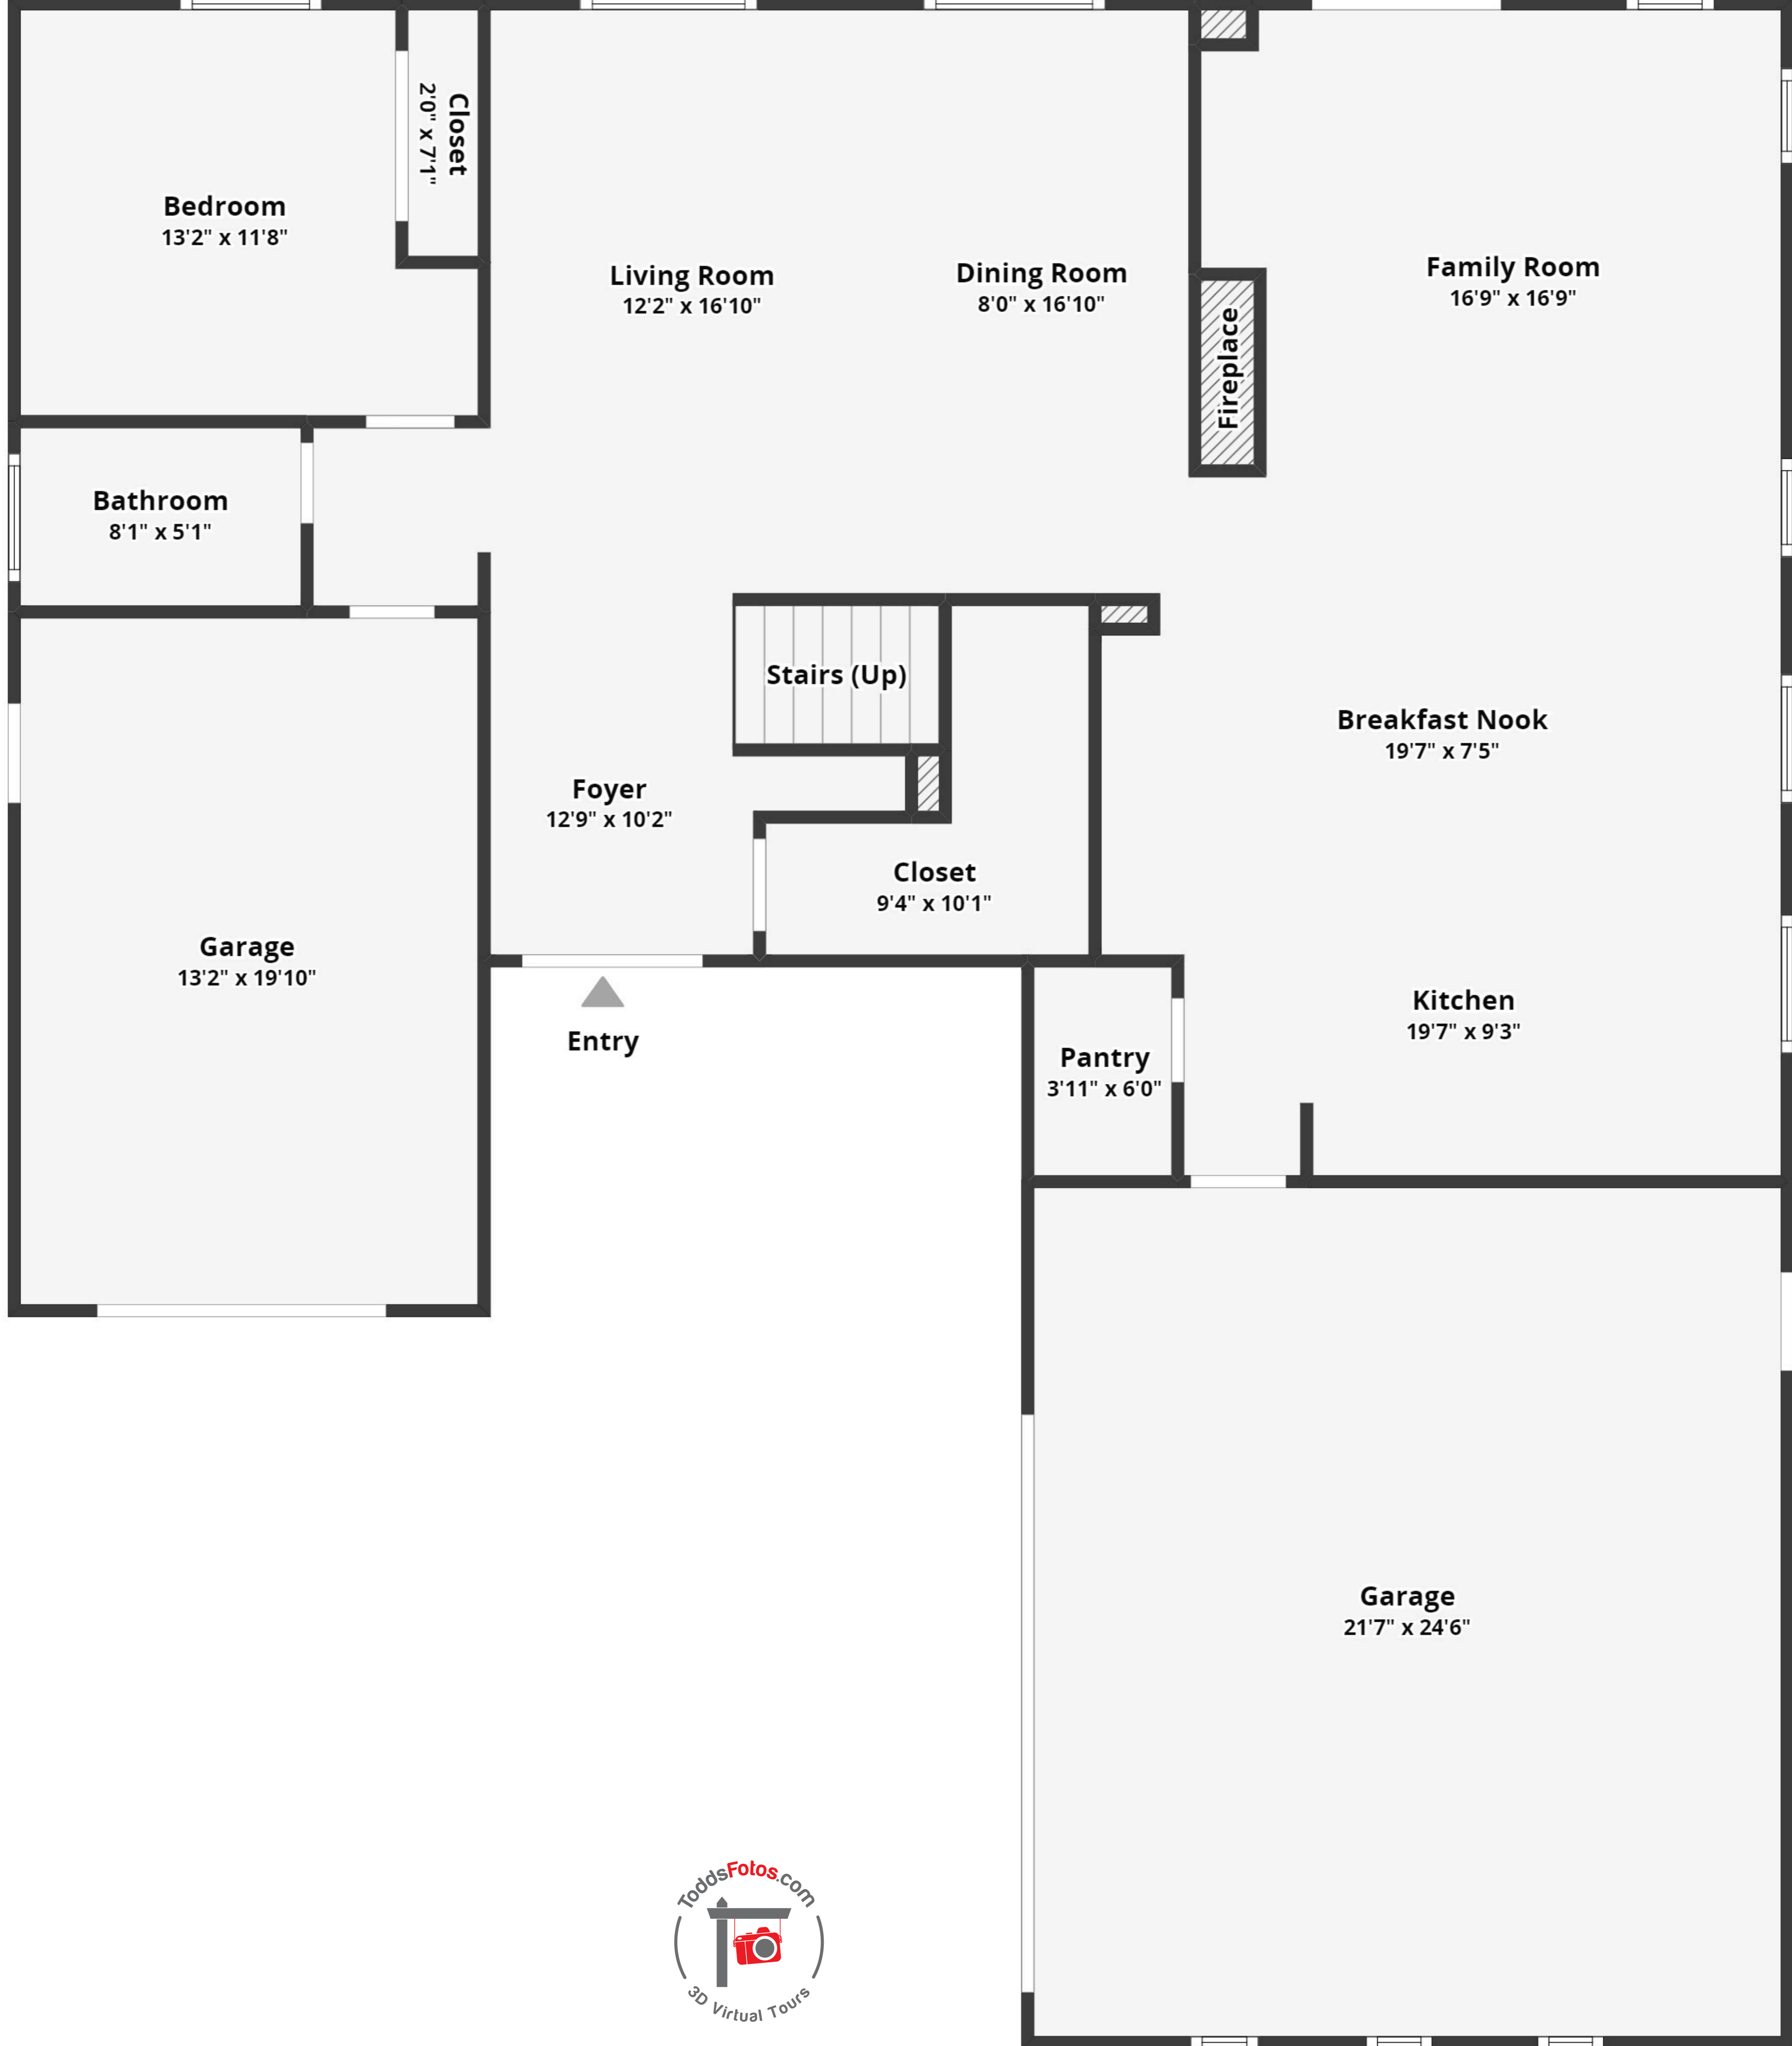 Closet
2'0" x 7'1"
Bedroom
13'2" x 11'8"
Living Room
12'2" x 16'10"
Dining Room
8'0" x 16'10"
Family Room
16'9" x 16'9"
Fireplace
Bathroom
8'1" x 5'1"
Stairs (Up)
Breakfast Nook
19'7" x 7'5"
Foyer
12'9" x 10'2"
Closet
9'4" x 10'1"
Garage
13'2" x 19'10"
Kitchen
19'7" x 9'3"
Entry
Pantry
3'11" x 6'0"
Garage
21'7" x 24'6"
ToddsFotos.com
3D Virtual Tours